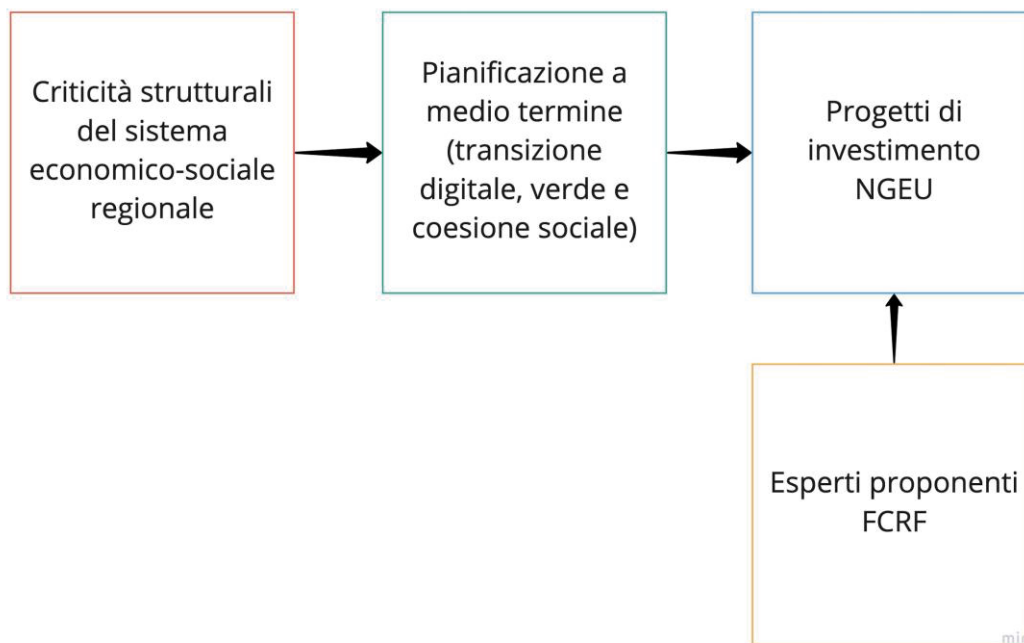 Criticità strutturali
del sistema
economico-sociale
regionale
Pianificazione a
medio termine
(transizione
digitale, verde e
coesione sociale)
Progetti di
investimento
NGEU
Esperti proponenti
FCRF